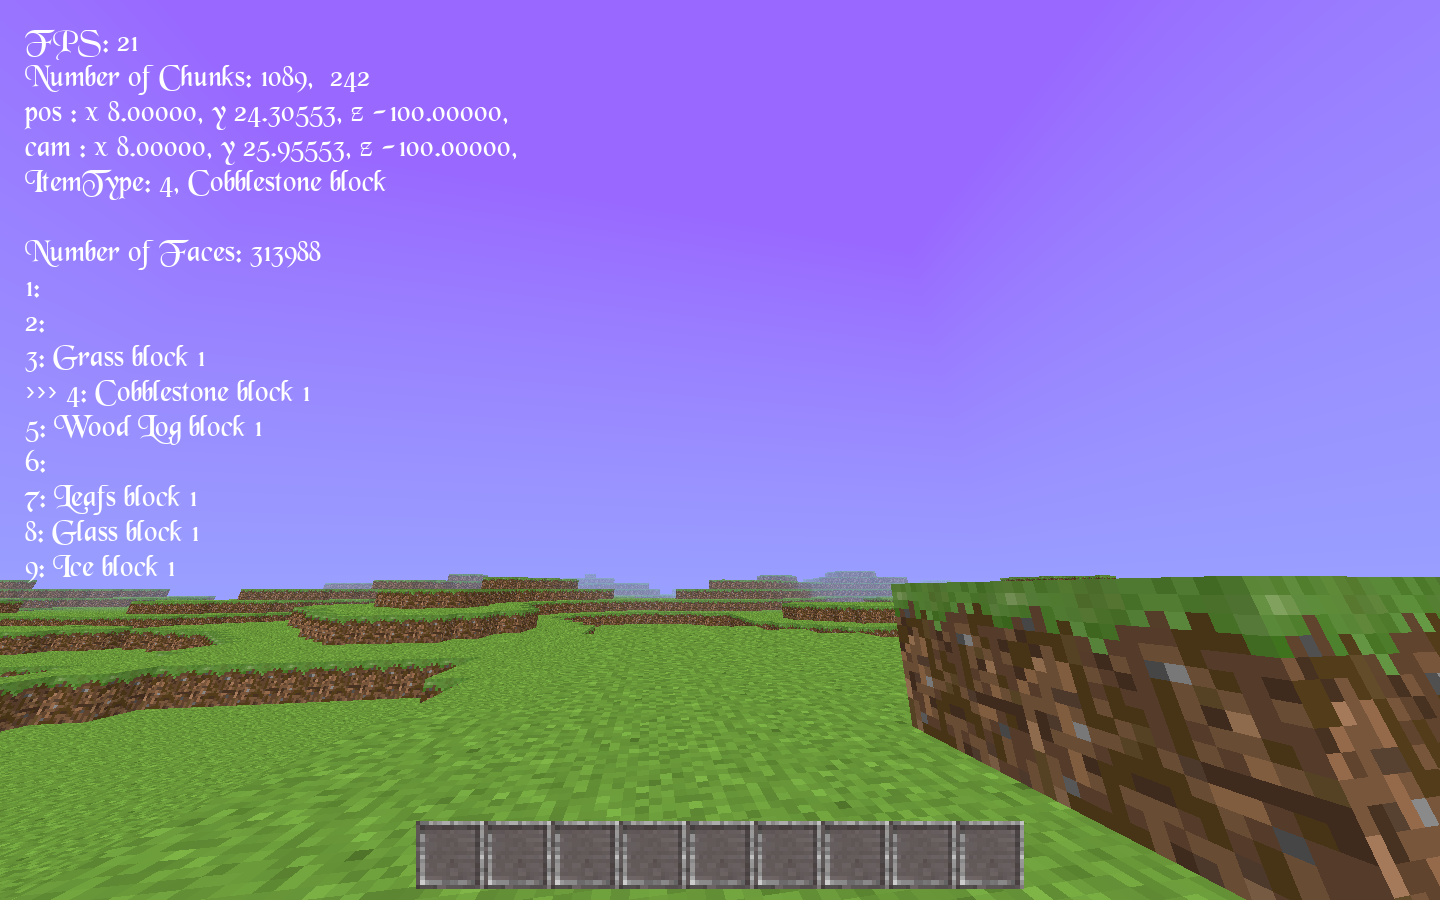 FPS: 21
Number of Chunks: 1089,  242
pos : x 8.00000, y 24.30553, z -100.00000,
cam : x 8.00000, y 25.95553, z -100.00000,
ItemType: 4, Cobblestone block
Number of Faces: 313988
1:
2:
3: Grass block 1
>>> 4: Cobblestone block 1
5: Wood Log block 1
6:
7: Leafs block 1
8: Glass block 1
9: Ice block 1